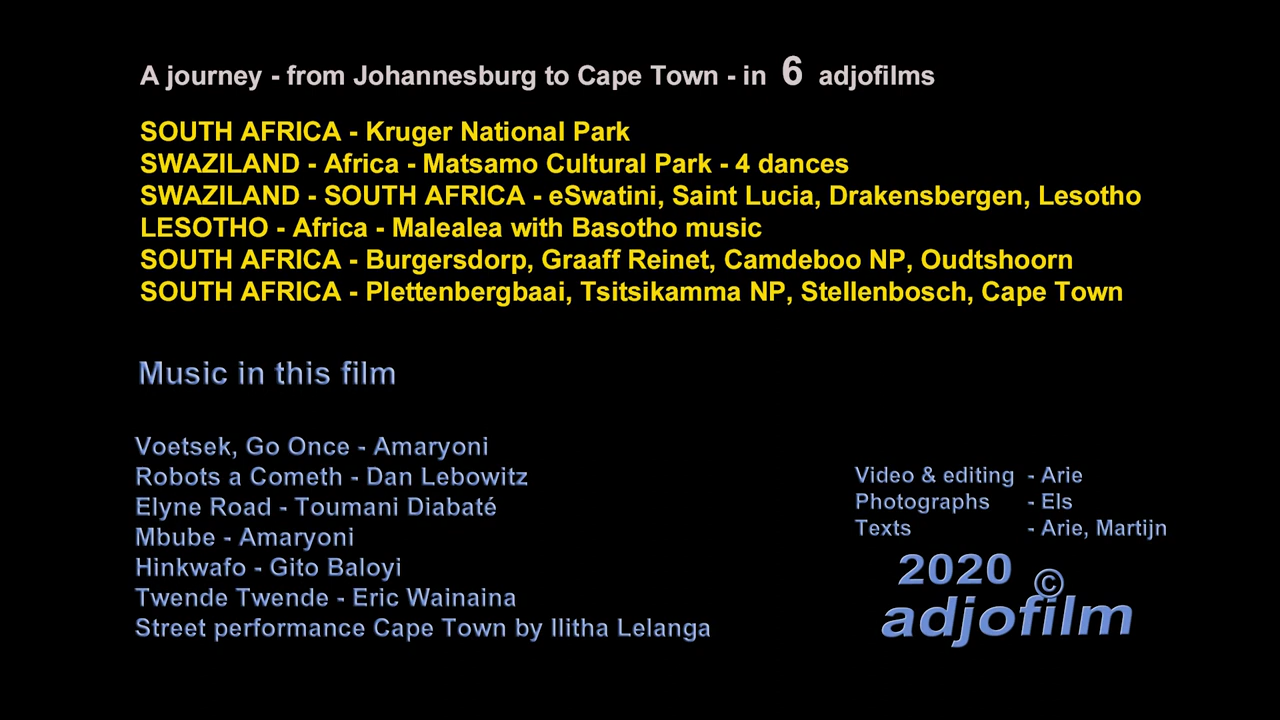 A journey - from Johannesburg to Cape Town - in 6 adjofilms
SOUTH AFRICA - Kruger National Park
SWAZILAND - Africa - Matsamo Cultural Park - 4 dances
SWAZILAND - SOUTH AFRICA - eSwatini, Saint Lucia, Drakensbergen, Lesotho
LESOTHO - Africa - Malealea with Basotho music
SOUTH AFRICA - Burgersdorp, Graaff Reinet, Camdeboo NP, Oudtshoorn
SOUTH AFRICA - Plettenbergbaai, Tsitsikamma NP, Stellenbosch, Cape Town
Music in this film
Voetsek, Go Once - Amaryoni
Robots a Cometh - Dan Lebowitz
Elyne Road - Toumani Diabaté
Mbube - Amaryoni
Hinkwafo - Gito Baloyi
Twende Twende - Eric Wainaina
Street performance Cape Town by Ilitha Lelanga
Video & editing - Arie
Photographs - Els
Texts - Arie, Martijn
2020 ©
adjofilm